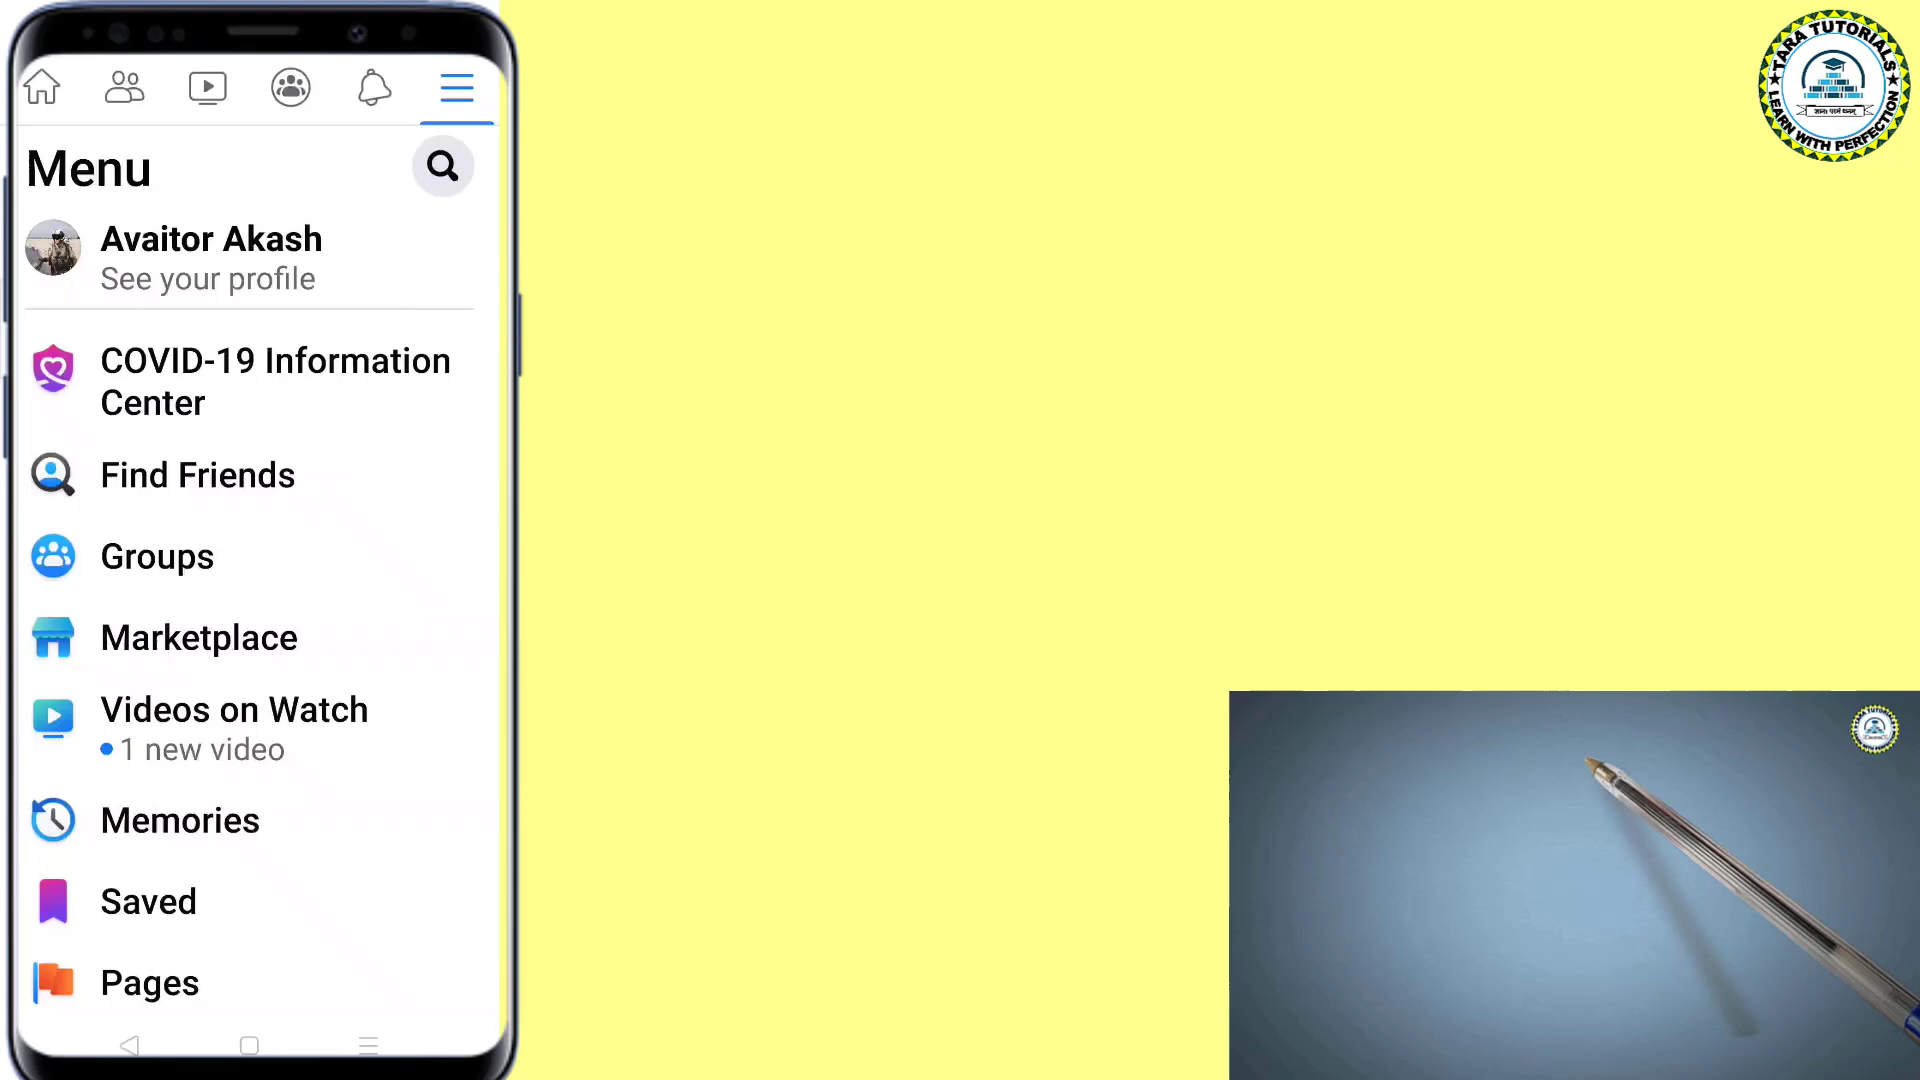 Menu
Avaitor Akash
See your profile
COVID-19 Information
Center
Find Friends
Groups
Marketplace
Videos on Watch
1 new video
Memories
Saved
Pages
TARA TUTORIALS
LEARN WITH PERFECTION